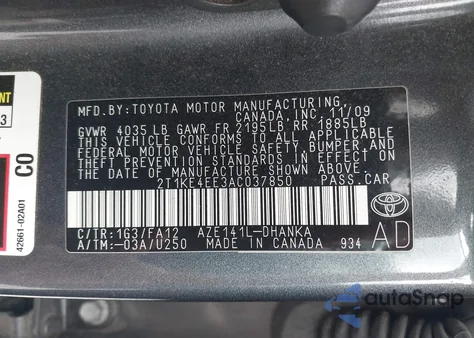 MFD.BY:TOYOTA MOTOR MANUFACTURING,
CANADA,INC.11/09
GVWR 4035 LB GAWR FR 2195LB RR 1885LB
THIS VEHICLE CONFORMS TO ALL APPLICABLE
FEDERAL MOTOR VEHICLE SAFETY,BUMPER,AND
THEFT PREVENTION STANDARDS IN EFFECT ON
THE DATE OF MANUFACTURE SHOWN ABOVE.
2T1KE4EE3AC037850 PASS.CAR
C/TR:1G3/FA12 AZE141L-DHANKA
A/TM:-03A/U250 MADE IN CANADA 934
AD
TOYOTA
CO
42661-02A01
autoSnap